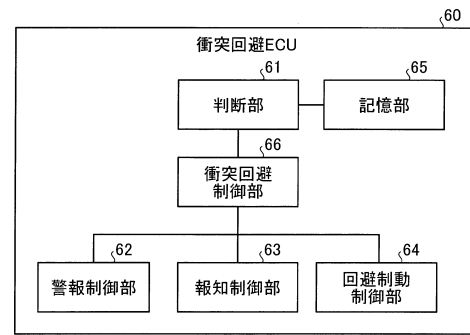 60
衝突回避ECU
61
65
判断部
記憶部
66
衝突回避
制御部
62
63
64
警報制御部
報知制御部
回避制動
制御部